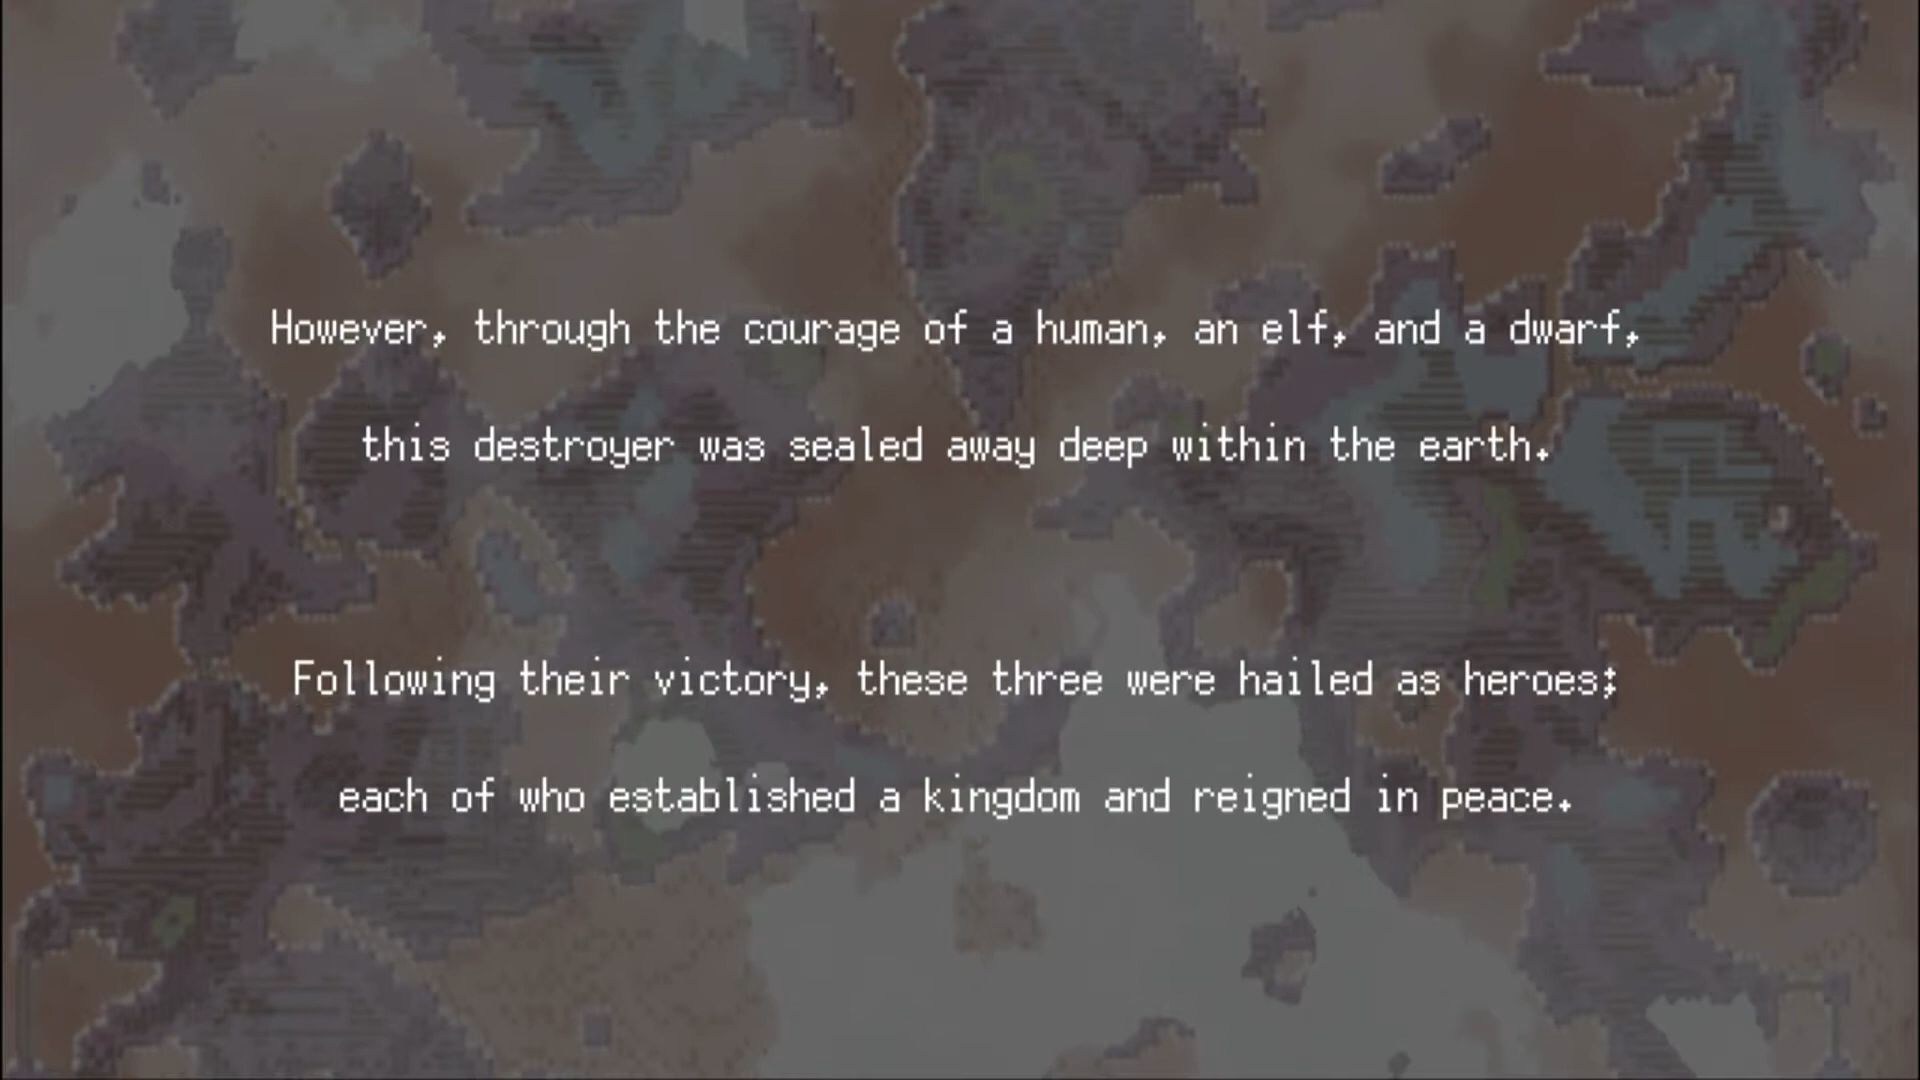 However, through the courage of a human, an elf, and a dwarf,
this destroyer was sealed away deep within the earth.
Following their victory, these three were hailed as heroes;
each of who established a kingdom and reigned in peace.